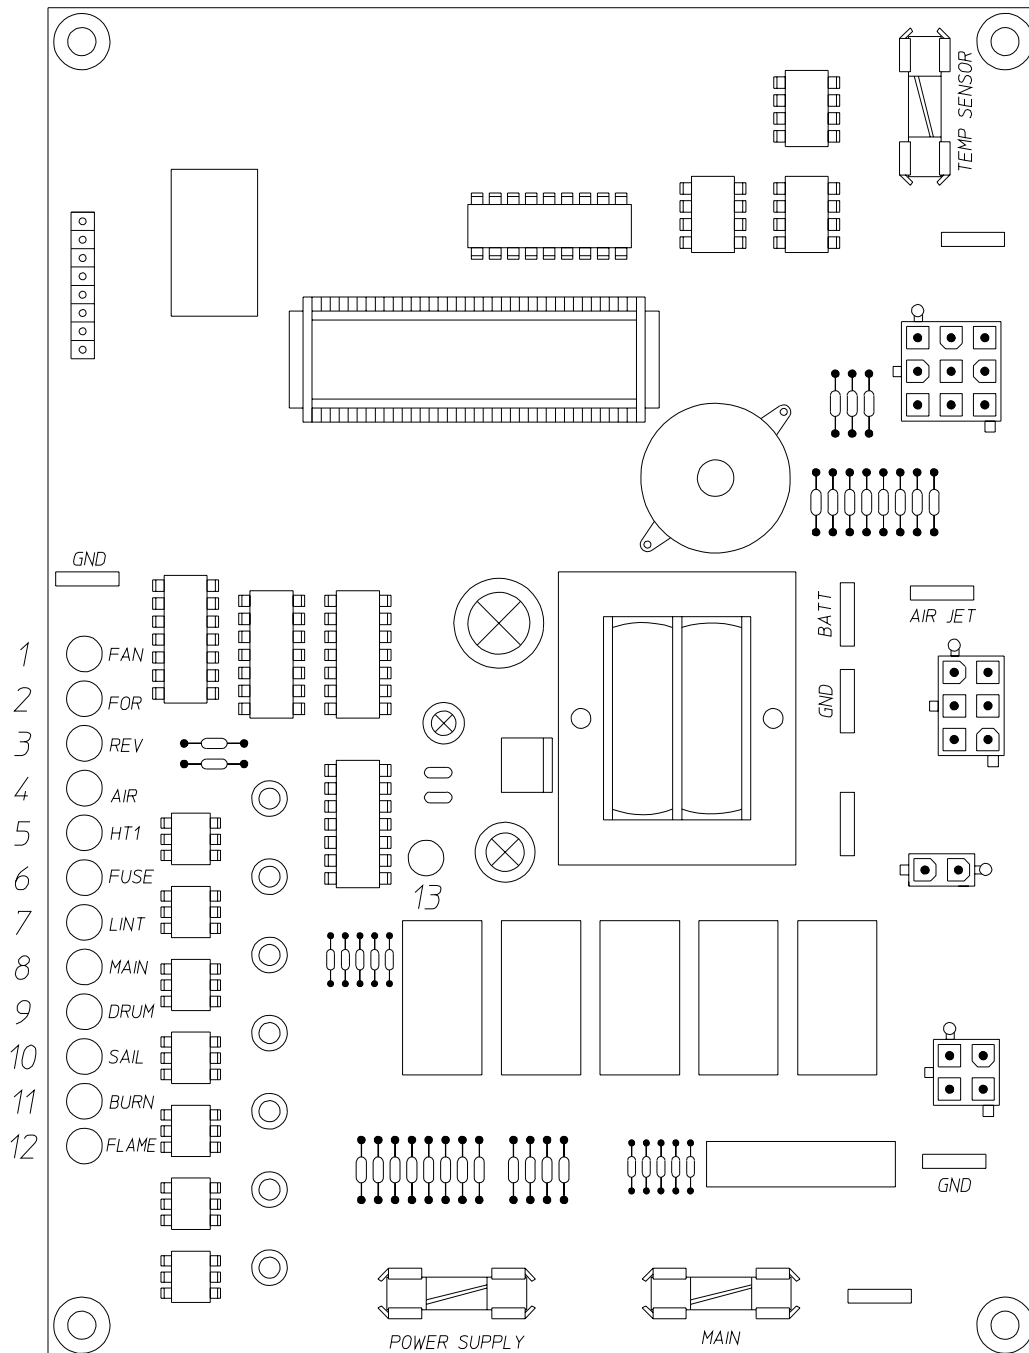 TEMP SENSOR
GND
BATT
AIR JET
1 FAN
2 FOR
GND
3 REV
4 AIR
5 HT1
6 FUSE
13
7 LINT
8 MAIN
9 DRUM
10 SAIL
11 BURN
12 FLAME
GND
POWER SUPPLY
MAIN